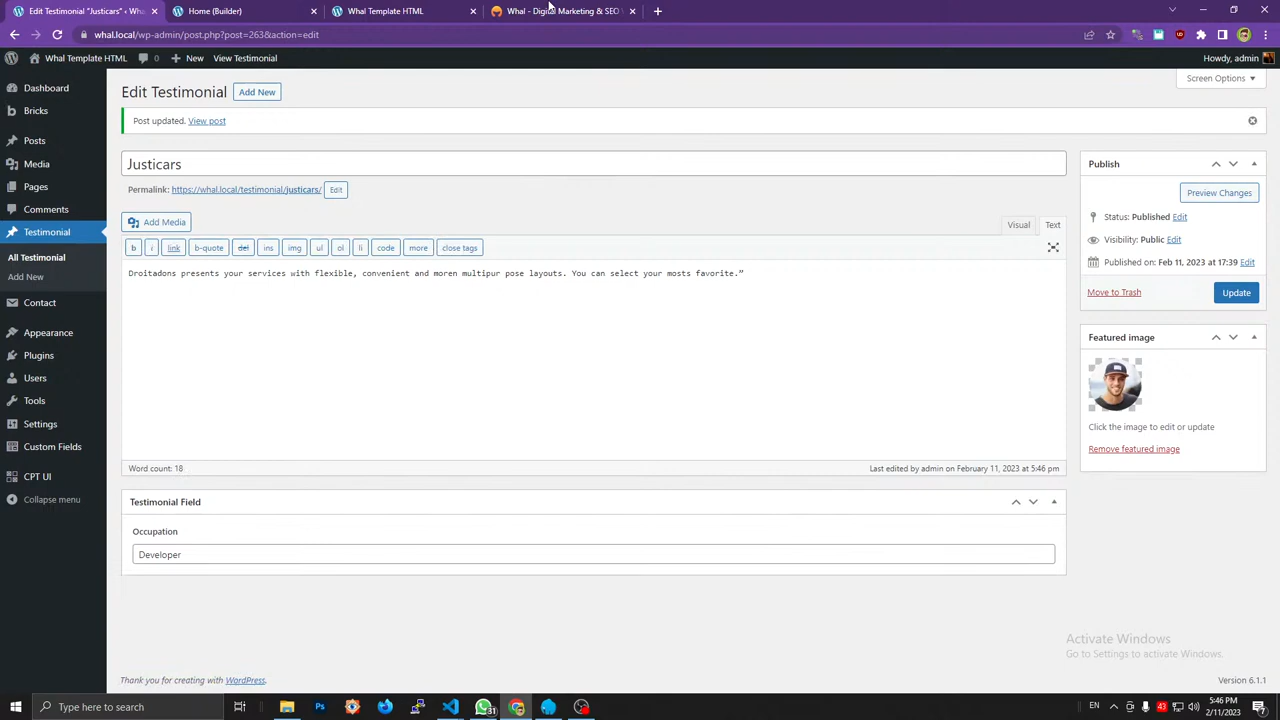 Edit Testimonial "Justicars" ‹ Wh
Home (Builder)
Whal Template HTML
Whal – Digital Marketing & SEO
whal.local/wp-admin/post.php?post=263&action=edit
Whal Template HTML
0
New
View Testimonial
Howdy, admin
Screen Options
Dashboard
Bricks
Posts
Media
Pages
Comments
Testimonial
All Testimonial
Add New
Contact
Appearance
Plugins
Users
Tools
Settings
Custom Fields
CPT UI
Collapse menu
Edit Testimonial
Add New
Post updated. View post
Justicars
Permalink: https://whal.local/testimonial/justicars/ Edit
Add Media
Visual
Text
b
i
link
b-quote
del
ins
img
ul
ol
li
code
more
close tags
Droitadons presents your services with flexible, convenient and moren multipur pose layouts. You can select your mosts favorite.”
Word count: 18
Last edited by admin on February 11, 2023 at 5:46 pm
Testimonial Field
Occupation
Developer
Publish
Preview Changes
Status: Published Edit
Visibility: Public Edit
Published on: Feb 11, 2023 at 17:39 Edit
Move to Trash
Update
Featured image
Click the image to edit or update
Remove featured image
Activate Windows
Go to Settings to activate Windows.
Thank you for creating with WordPress.
Version 6.1.1
Type here to search
Ps
31
EN
43
5:46 PM
2/11/2023
7